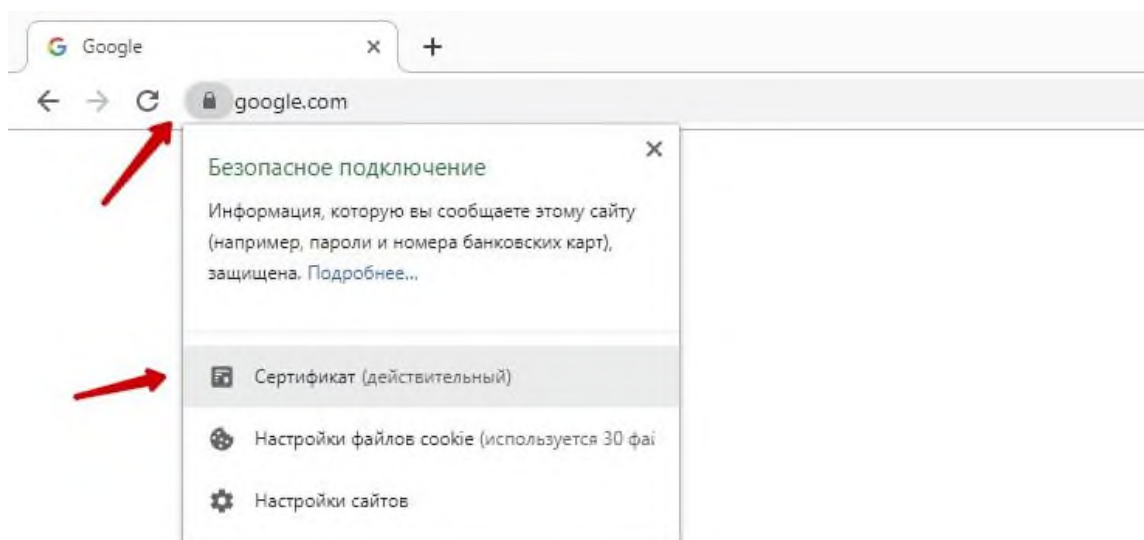 Google
google.com
Безопасное подключение
Информация, которую вы сообщаете этому сайту
(например, пароли и номера банковских карт),
защищена. Подробнее...
Сертификат (действительный)
Настройки файлов cookie (используется 30 фай
Настройки сайтов